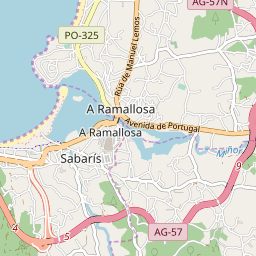 AG-57N
PO-325
Rúa de Manuel Lemos
A Ramallosa
Avenida de Portugal
A Ramallosa
Sabarís
Miñor
AG-57
4
5